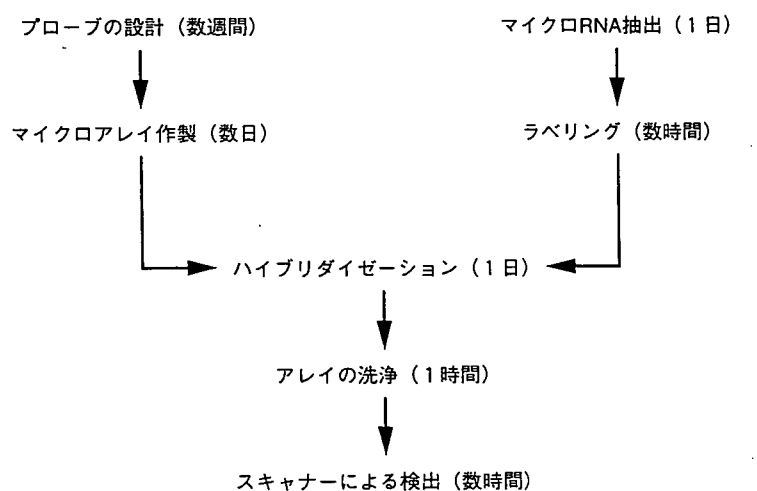 プローブの設計（数週間）
マイクロRNA抽出（1日）
マイクロアレイ作製（数日）
ラベリング（数時間）
ハイブリダイゼーション（1日）
アレイの洗浄（1時間）
スキャナーによる検出（数時間）